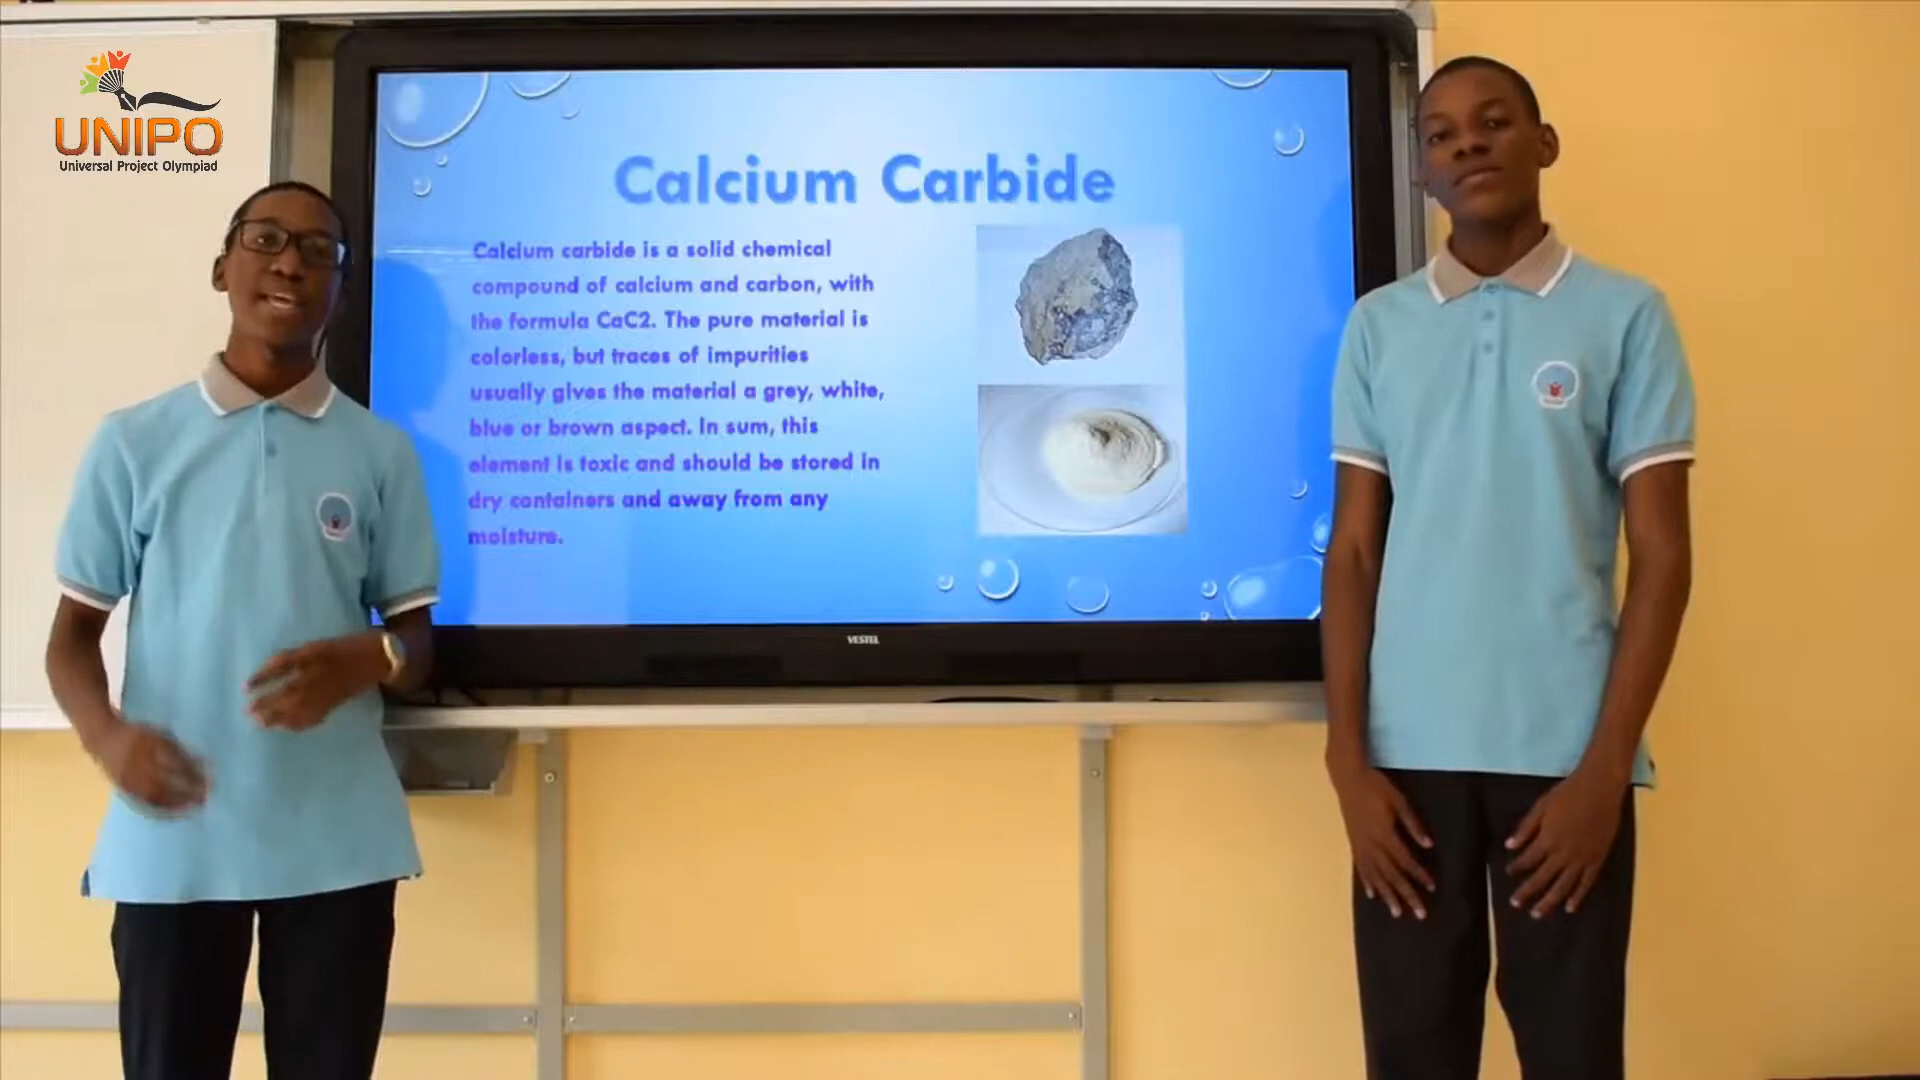 UNIPO
Universal Project Olympiad
Calcium Carbide
Calcium carbide is a solid chemical
compound of calcium and carbon, with
the formula CaC2. The pure material is
colorless, but traces of impurities
usually gives the material a grey, white,
blue or brown aspect. In sum, this
element is toxic and should be stored in
dry containers and away from any
moisture.
VESTEL